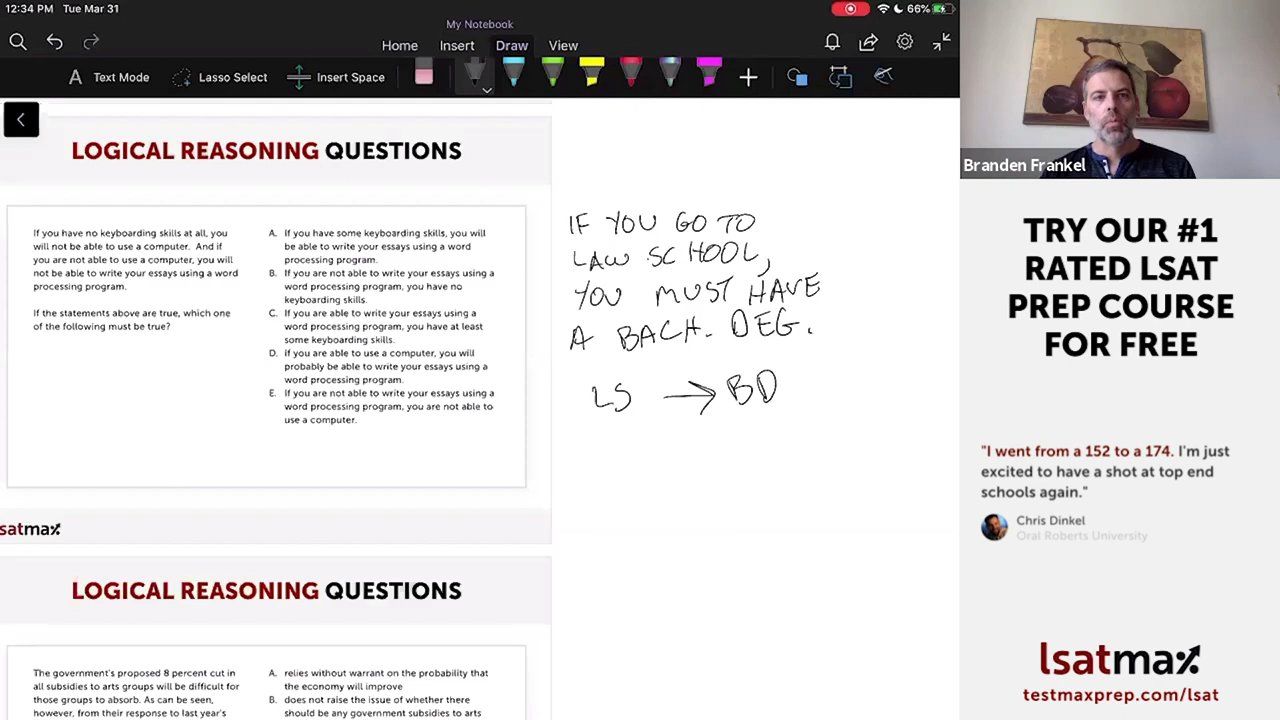 12:34 PM Tue Mar 31
66%
My Notebook
Home Insert Draw View
Text Mode Lasso Select Insert Space
LOGICAL REASONING QUESTIONS
If you have no keyboarding skills at all, you
will not be able to use a computer. And if
you are not able to use a computer, you will
not be able to write your essays using a word
processing program.
If the statements above are true, which one
of the following must be true?
A. If you have some keyboarding skills, you will
be able to write your essays using a word
processing program.
B. If you are not able to write your essays using a
word processing program, you have no
keyboarding skills.
C. If you are able to write your essays using a
word processing program, you have at least
some keyboarding skills.
D. If you are able to use a computer, you will
probably be able to write your essays using a
word processing program.
E. If you are not able to write your essays using a
word processing program, you are not able to
use a computer.
IF YOU GO TO
LAW SCHOOL,
YOU MUST HAVE
A BACH. DEG.
LS → BD
satmax
LOGICAL REASONING QUESTIONS
The government's proposed 8 percent cut in
all subsidies to arts groups will be difficult for
those groups to absorb. As can be seen,
however, from their response to last year's
A. relies without warrant on the probability that
the economy will improve
B. does not raise the issue of whether there
should be any government subsidies to arts
Branden Frankel
TRY OUR #1
RATED LSAT
PREP COURSE
FOR FREE
"I went from a 152 to a 174. I'm just
excited to have a shot at top end
schools again."
Chris Dinkel
Oral Roberts University
lsatmax
testmaxprep.com/lsat